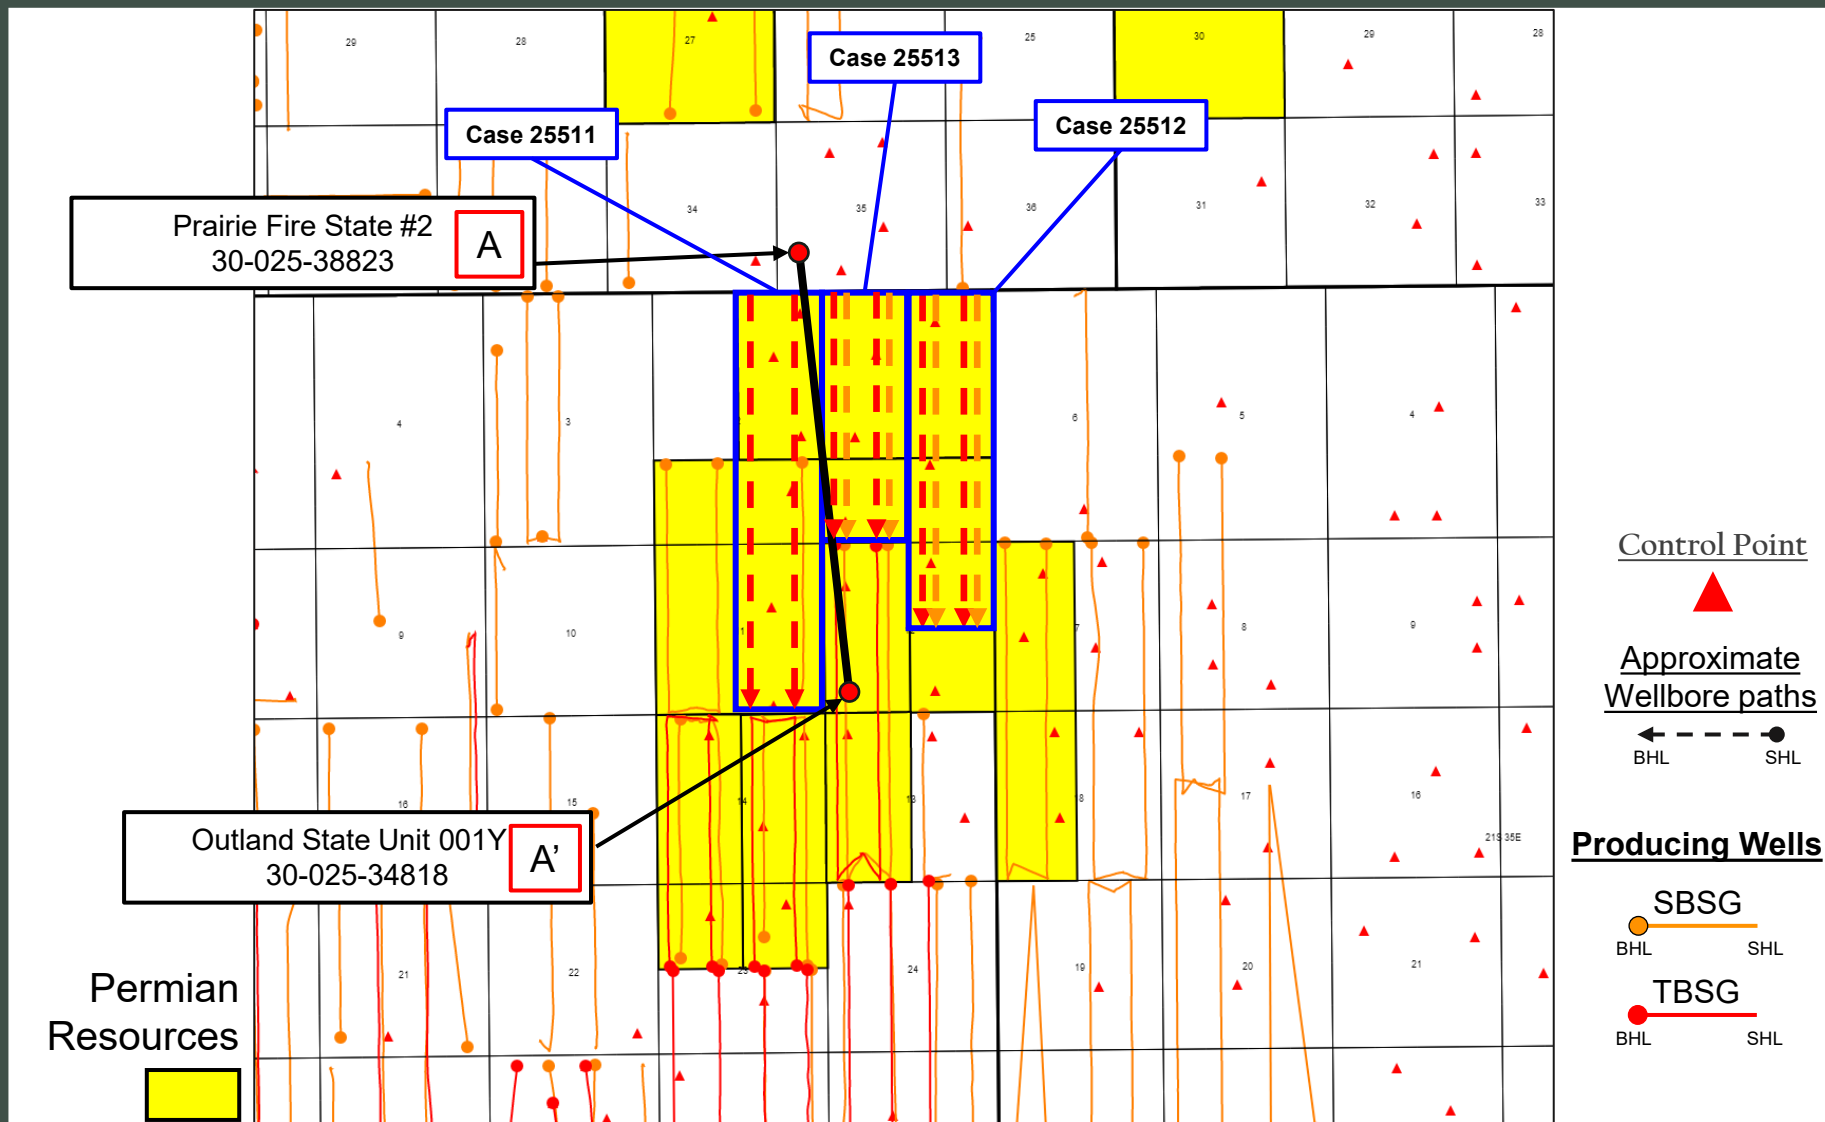 29
28
27
25
30
29
28
Case 25513
Case 25511
Case 25512
Prairie Fire State #2
30-025-38823
A
34
35
36
31
32
33
4
3
6
5
4
9
10
1
7
8
9
16
15
14
13
18
17
16
21S 35E
Outland State Unit 001Y
30-025-34818
A’
21
22
23
24
19
20
21
Permian
Resources
Control Point
Approximate
Wellbore paths
BHL SHL
Producing Wells
SBSG
BHL SHL
TBSG
BHL SHL